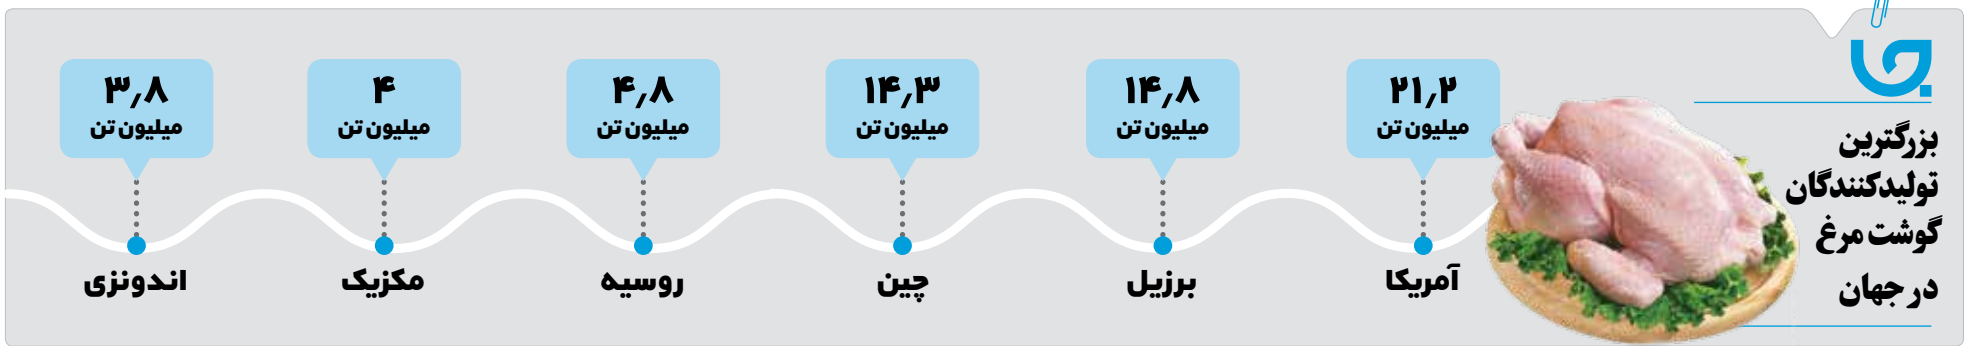 بزرگترین
تولیدکنندگان
گوشت مرغ
در جهان
۲۱٫۲
میلیون تن
آمریکا
۱۴٫۸
میلیون تن
برزیل
۱۴٫۳
میلیون تن
چین
۴٫۸
میلیون تن
روسیه
۴
میلیون تن
مکزیک
۳٫۸
میلیون تن
اندونزی